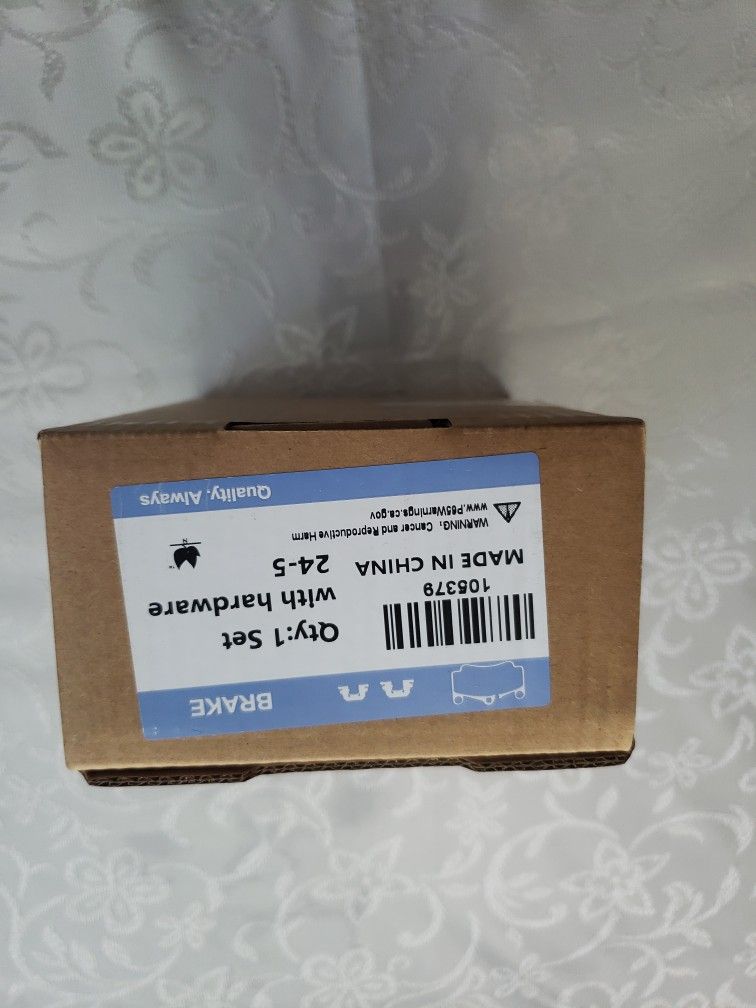 BRAKE
Qty:1 Set
with hardware
24-5
105379
MADE IN CHINA
WARNING: Cancer and Reproductive Harm
www.P65Warnings.ca.gov
N
TM
Quality. Always